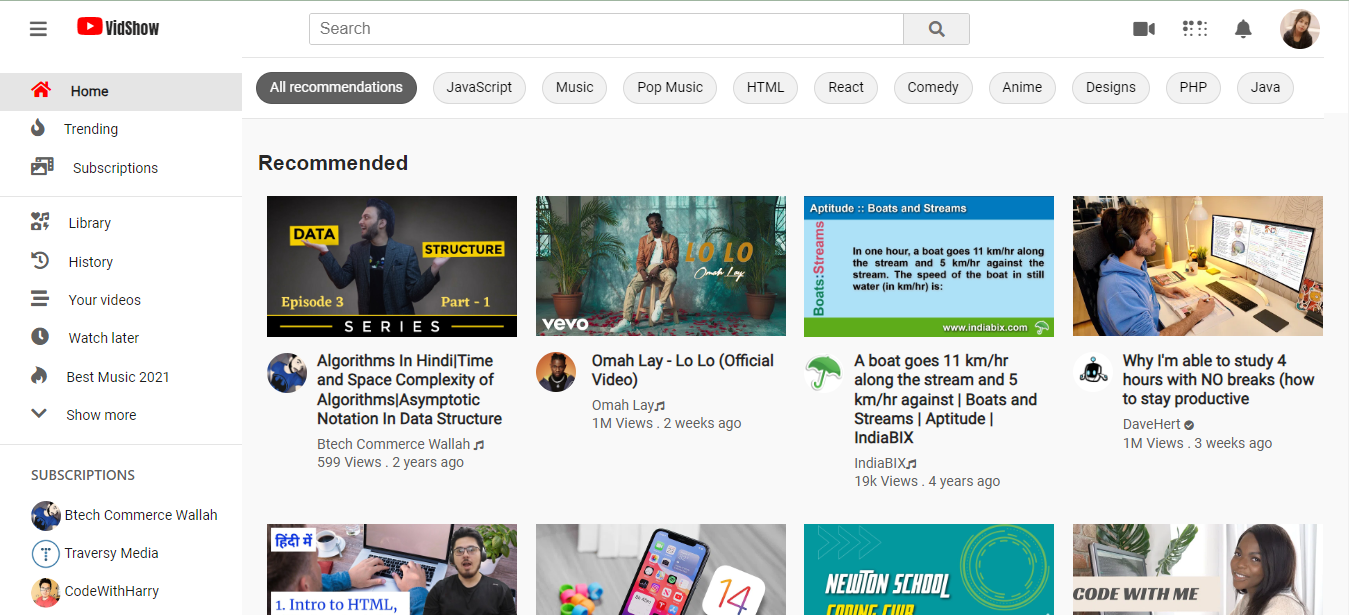 VidShow
Search
Home
Trending
Subscriptions
Library
History
Your videos
Watch later
Best Music 2021
Show more
SUBSCRIPTIONS
Btech Commerce Wallah
Traversy Media
CodeWithHarry
All recommendations
JavaScript
Music
Pop Music
HTML
React
Comedy
Anime
Designs
PHP
Java
Recommended
DATA
STRUCTURE
Episode 3
Part - 1
SERIES
Algorithms In Hindi|Time
and Space Complexity of
Algorithms|Asymptotic
Notation In Data Structure
Btech Commerce Wallah
599 Views . 2 years ago
LO LO
Omah Lay
vevo
Omah Lay - Lo Lo (Official
Video)
Omah Lay
1M Views . 2 weeks ago
Aptitude :: Boats and Streams
Boats:Streams
In one hour, a boat goes 11 km/hr along
the stream and 5 km/hr against the
stream. The speed of the boat in still
water (in km/hr) is:
www.indiabix.com
A boat goes 11 km/hr
along the stream and 5
km/hr against | Boats and
Streams | Aptitude |
IndiaBIX
IndiaBIX
19k Views . 4 years ago
Why I'm able to study 4
hours with NO breaks (how
to stay productive
DaveHert
1M Views . 3 weeks ago
हिंदी में
1. Intro to HTML,
14
NEWTON SCHOOL
CODING CLUB
CODE WITH ME